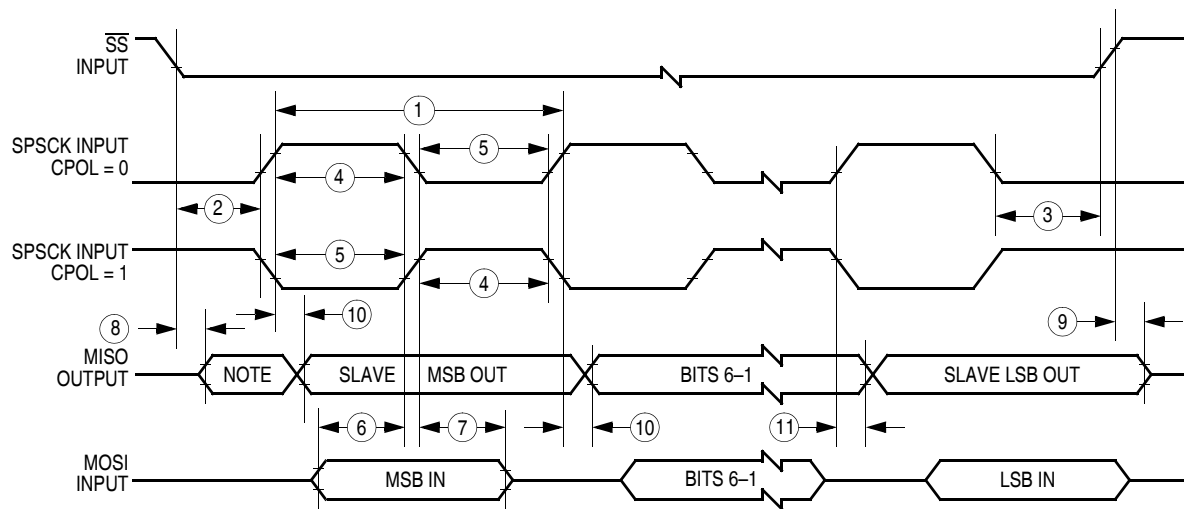 SS
INPUT
1
SPSCK INPUT
CPOL = 0
5
4
2
3
SPSCK INPUT
CPOL = 1
5
4
8
10
9
MISO
OUTPUT
NOTE
SLAVE MSB OUT
BITS 6–1
SLAVE LSB OUT
6
7
10
11
MOSI
INPUT
MSB IN
BITS 6–1
LSB IN